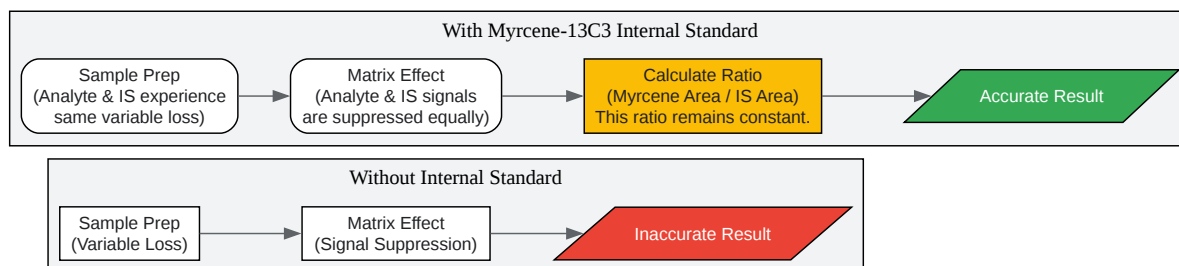 With Myrcene-13C3 Internal Standard
Sample Prep
(Analyte & IS experience
same variable loss)
Matrix Effect
(Analyte & IS signals
are suppressed equally)
Calculate Ratio
(Myrcene Area / IS Area)
This ratio remains constant.
Accurate Result
Without Internal Standard
Sample Prep
(Variable Loss)
Matrix Effect
(Signal Suppression)
Inaccurate Result